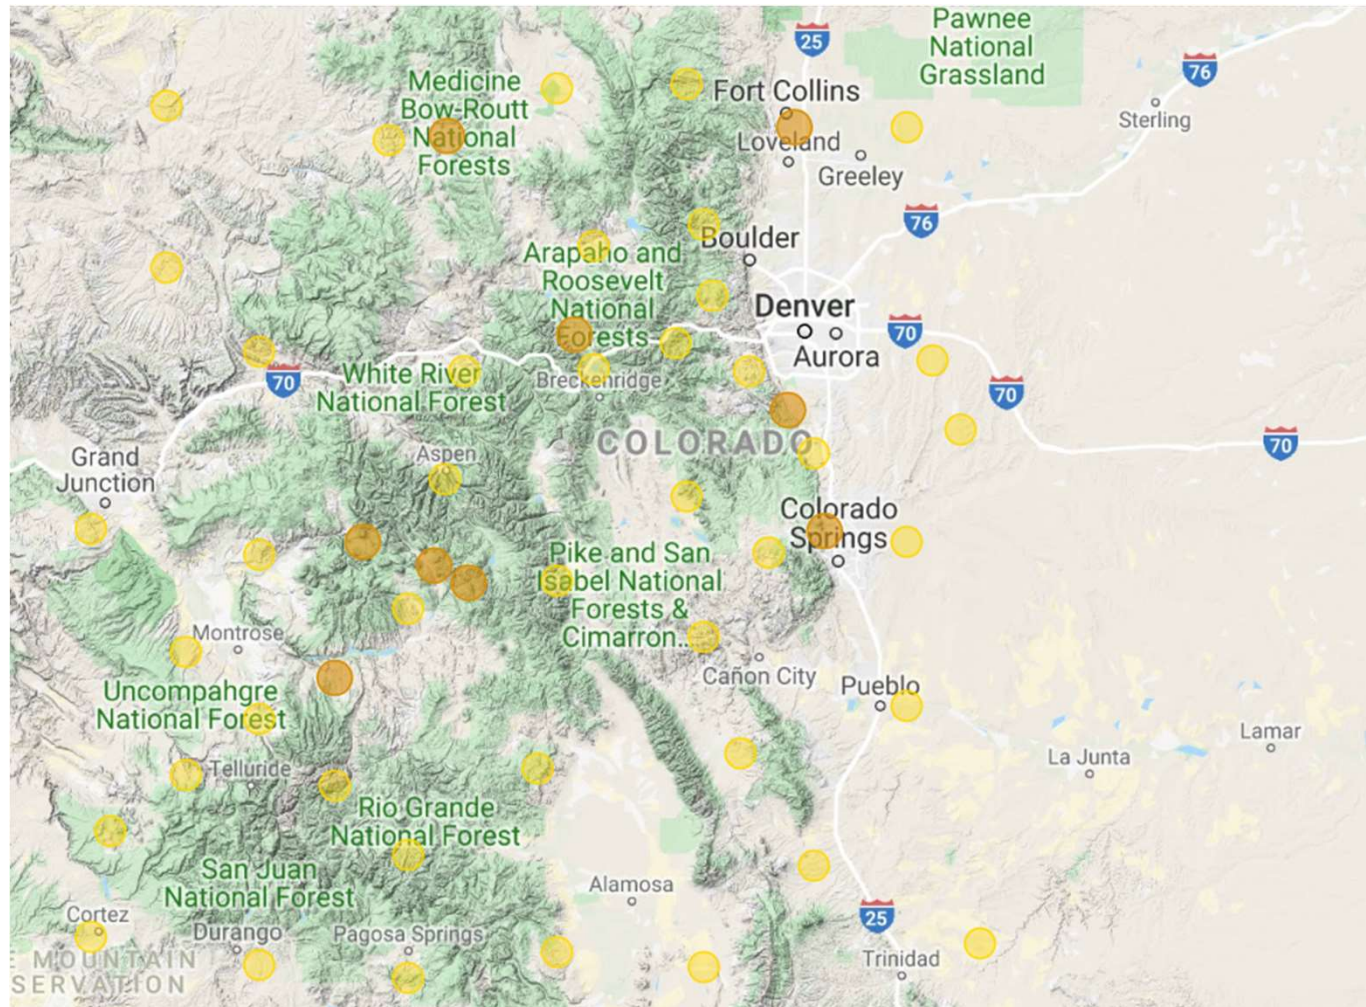 Pawnee
National
Grassland
25
76
Medicine
Bow-Routt
National
Forests
Fort Collins
Loveland
Greeley
Sterling
76
Boulder
Arapaho and
Roosevelt
National
Forests
Denver
Aurora
70
70
70
White River
National Forest
Breckenridge
COLORADO
70
Grand
Junction
Aspen
Colorado
Springs
Pike and San
Isabel National
Forests &
Cimarron...
Montrose
Cañon City
Uncompahgre
National Forest
Pueblo
Lamar
La Junta
Telluride
Rio Grande
National Forest
San Juan
National Forest
Alamosa
Cortez
Durango
Pagosa Springs
25
Trinidad
E MOUNTAIN
SERVATION